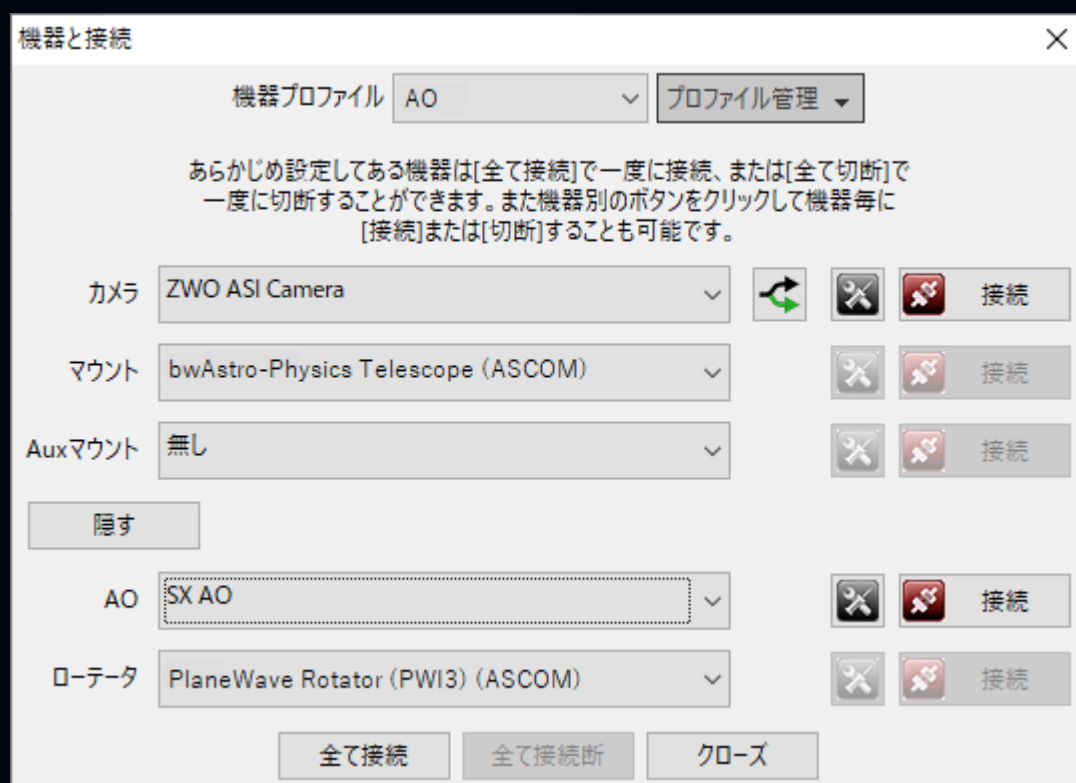 機器と接続
機器プロファイル AO プロファイル管理
あらかじめ設定してある機器は[全て接続]で一度に接続、または[全て切断]で
一度に切断することができます。また機器別のボタンをクリックして機器毎に
[接続]または[切断]することも可能です。
カメラ ZWO ASI Camera 接続
マウント bwAstro-Physics Telescope (ASCOM) 接続
Auxマウント 無し 接続
隠す
AO SX AO 接続
ローテータ PlaneWave Rotator (PWI3) (ASCOM) 接続
全て接続 全て接続断 クローズ